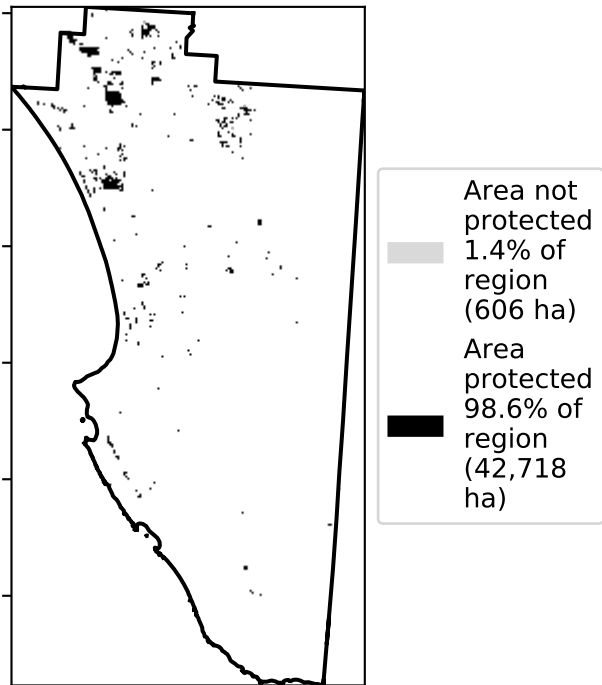 Area not
protected
1.4% of
region
(606 ha)
Area
protected
98.6% of
region
(42,718
ha)